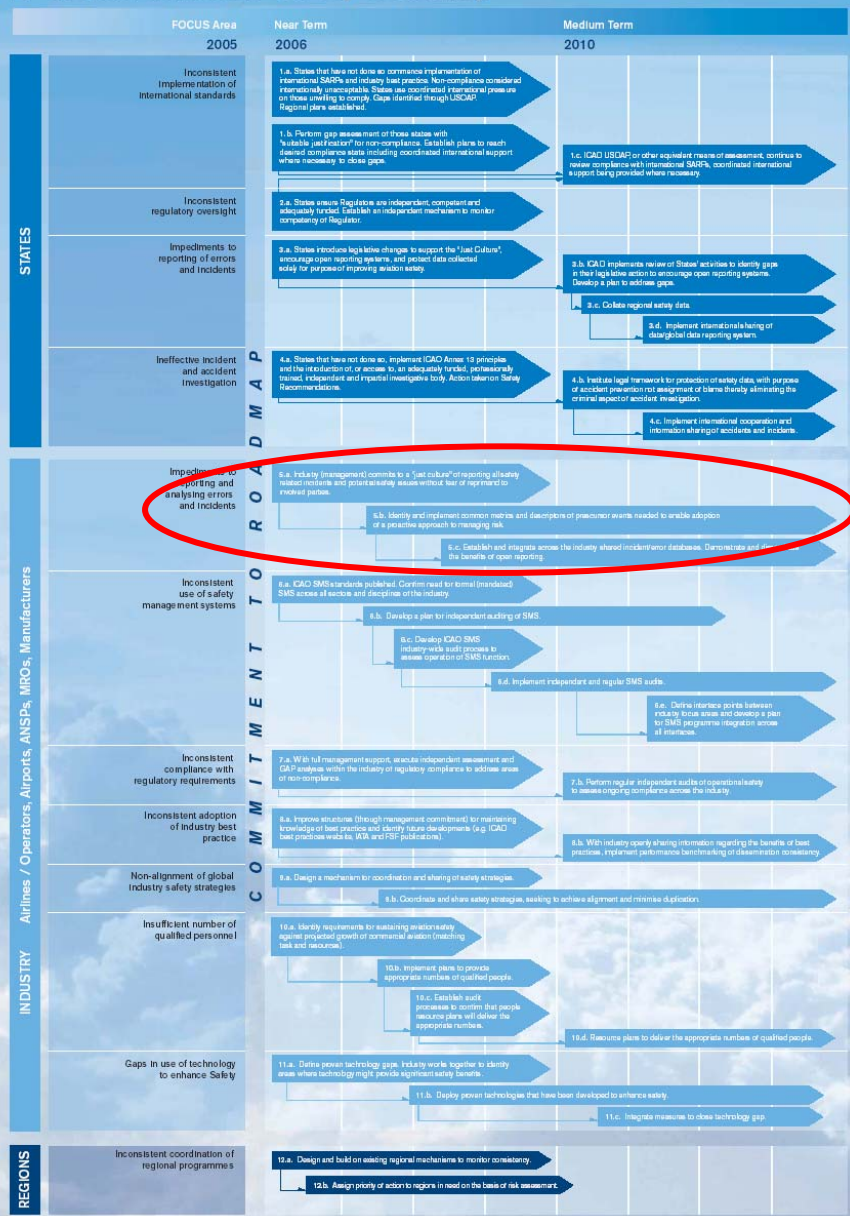 FOCUS Area
Near Term
Medium Term
2005
2006
2010
STATES
Inconsistent
implementation of
international standards
1.a. States that have not done so commence implementation of
international SARPs and industry best practice. Non-compliance considered
internationally unacceptable. States use coordinated international pressure
on those unwilling to comply. Gaps identified through USOAP.
Regional plans established.
1.b. Perform gap assessment of those states with
"suitable justification" for non-compliance. Establish plans to reach
desired compliance state including coordinated international support
where necessary to close gaps.
1.c. ICAO USOAP, or other equivalent means of assessment, continue to
review compliance with international SARPs, coordinated international
support being provided where necessary.
Inconsistent
regulatory oversight
2.a. States ensure Regulators are independent, competent and
adequately funded. Establish an independent mechanism to monitor
competency of Regulator.
Impediments to
reporting of errors
and incidents
3.a. States introduce legislative changes to support the "Just Culture",
encourage open reporting systems, and protect data collected
solely for purpose of improving aviation safety.
3.b. ICAO implements review of States' activities to identify gaps
in their legislative action to encourage open reporting systems.
Develop a plan to address gaps.
3.c. Collate regional safety data.
3.d. Implement international sharing of
data/global data reporting system.
Ineffective incident
and accident
investigation
4.a. States that have not done so, implement ICAO Annex 13 principles
and the introduction of, or access to, an adequately funded, professionally
trained, independent and impartial investigative body. Action taken on Safety
Recommendations.
4.b. Institute legal framework for protection of safety data, with purpose
of accident prevention not assignment of blame thereby eliminating the
criminal aspect of accident investigation.
4.c. Implement international cooperation and
information sharing of accidents and incidents.
COMMITMENT TO ROADMAP
INDUSTRY Airlines / Operators, Airports, ANSPs, MROs, Manufacturers
Impediments to
reporting and
analysing errors
and incidents
5.a. Industry (management) commits to a "just culture" of reporting all safety
related incidents and potential safety issues without fear of reprimand to
involved parties.
5.b. Identify and implement common metrics and descriptors of precursor events needed to enable adoption
of a proactive approach to managing risk.
5.c. Establish and integrate across the industry shared incident/error databases. Demonstrate and
the benefits of open reporting.
Inconsistent
use of safety
management systems
6.a. ICAO SMS standards published. Confirm need for formal (mandated)
SMS across all sectors and disciplines of the industry.
6.b. Develop a plan for independent auditing of SMS.
6.c. Develop ICAO SMS
industry-wide audit process to
assess operation of SMS function.
6.d. Implement independent and regular SMS audits.
6.e. Define interface points between
industry focus areas and develop a plan
for SMS programme integration across
all interfaces.
Inconsistent
compliance with
regulatory requirements
7.a. With full management support, execute independent assessment and
GAP analyses within the industry of regulatory compliance to address areas
of non-compliance.
7.b. Perform regular independent audits of operational safety
to assess ongoing compliance across the industry.
Inconsistent adoption
of industry best
practice
8.a. Improve structures (through management commitment) for maintaining
knowledge of best practice and identify future developments (e.g. ICAO
best practices website, IATA and FSF publications).
8.b. With industry openly sharing information regarding the benefits of best
practices, implement performance benchmarking of dissemination consistency.
Non-alignment of global
industry safety strategies
9.a. Design a mechanism for coordination and sharing of safety strategies.
9.b. Coordinate and share safety strategies, seeking to achieve alignment and minimise duplication.
Insufficient number of
qualified personnel
10.a. Identify requirements for sustaining aviation safety
against projected growth of commercial aviation (matching
task and resources).
10.b. Implement plans to provide
appropriate numbers of qualified people.
10.c. Establish audit
processes to confirm that people
resource plans will deliver the
appropriate numbers.
10.d. Resource plans to deliver the appropriate numbers of qualified people.
Gaps in use of technology
to enhance Safety
11.a. Define proven technology gaps. Industry works together to identify
areas where technology might provide significant safety benefits.
11.b. Deploy proven technologies that have been developed to enhance safety.
11.c. Integrate measures to close technology gap.
REGIONS
Inconsistent coordination of
regional programmes
12.a. Design and build on existing regional mechanisms to monitor consistency.
12.b. Assign priority of action to regions in need on the basis of risk assessment.